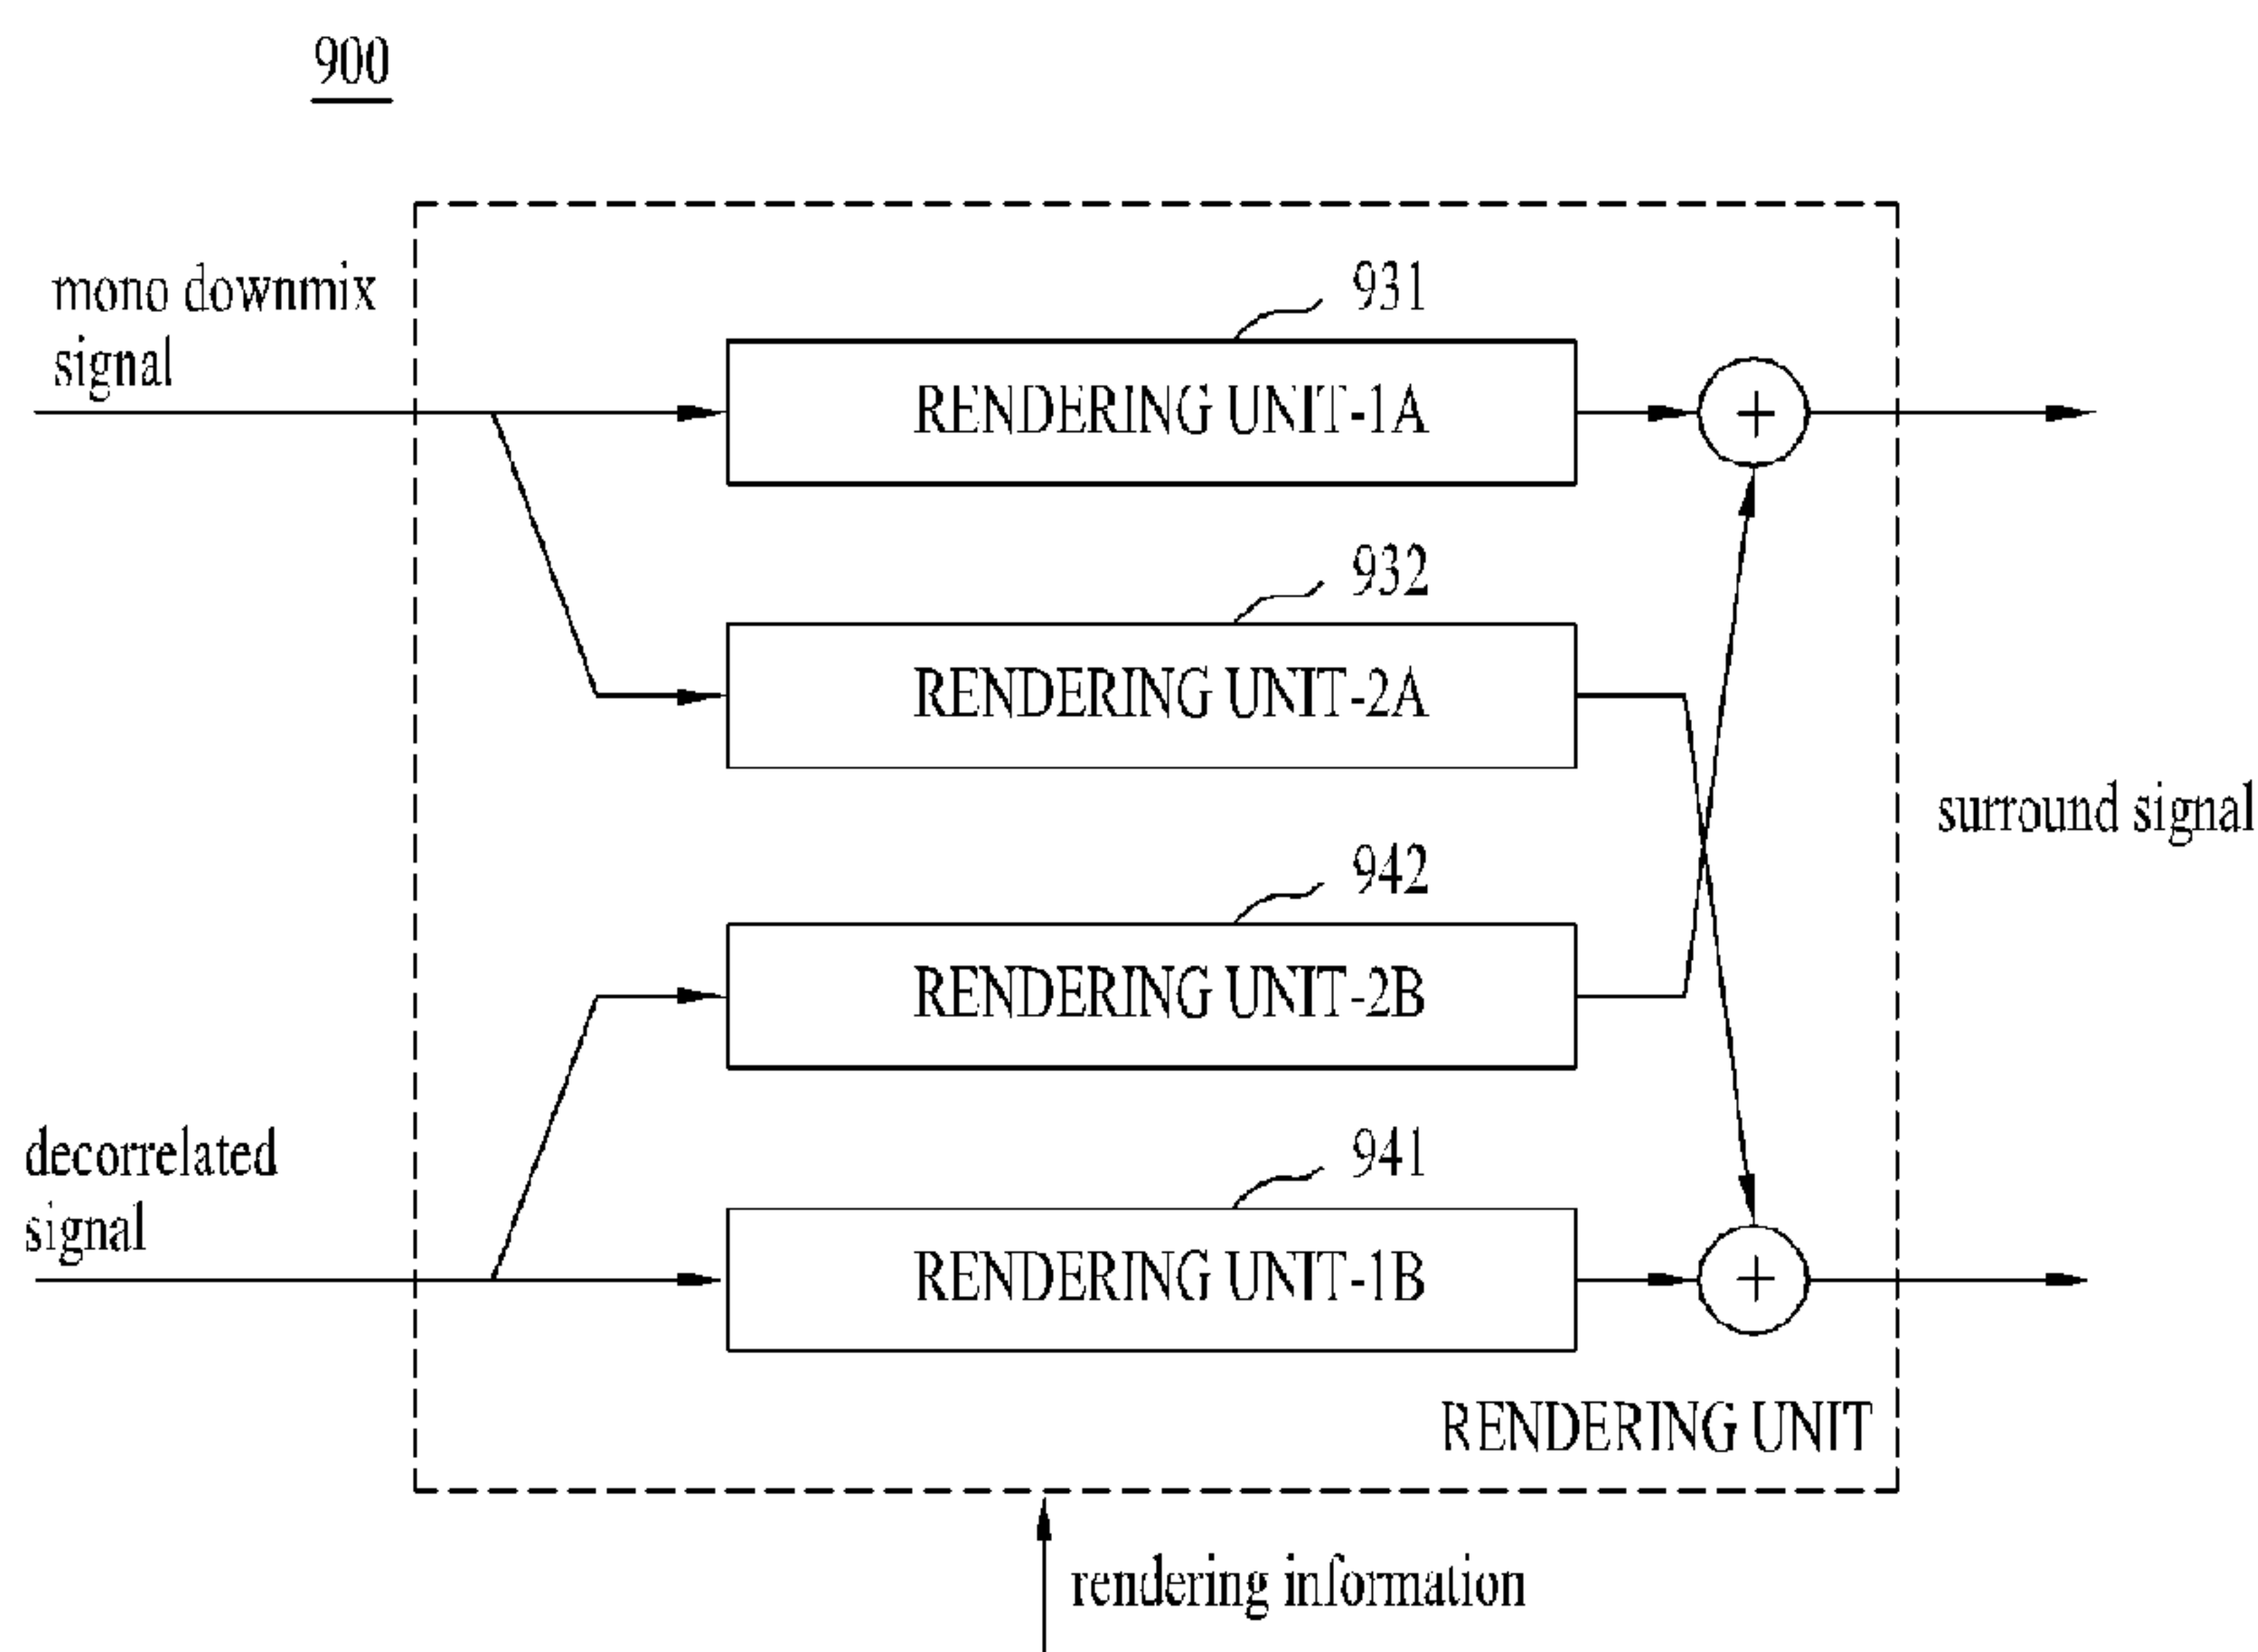 900
mono downmix
signal
931
RENDERING UNIT-1A
+
932
RENDERING UNIT-2A
surround signal
942
RENDERING UNIT-2B
decorrelated
signal
941
RENDERING UNIT-1B
+
RENDERING UNIT
rendering information